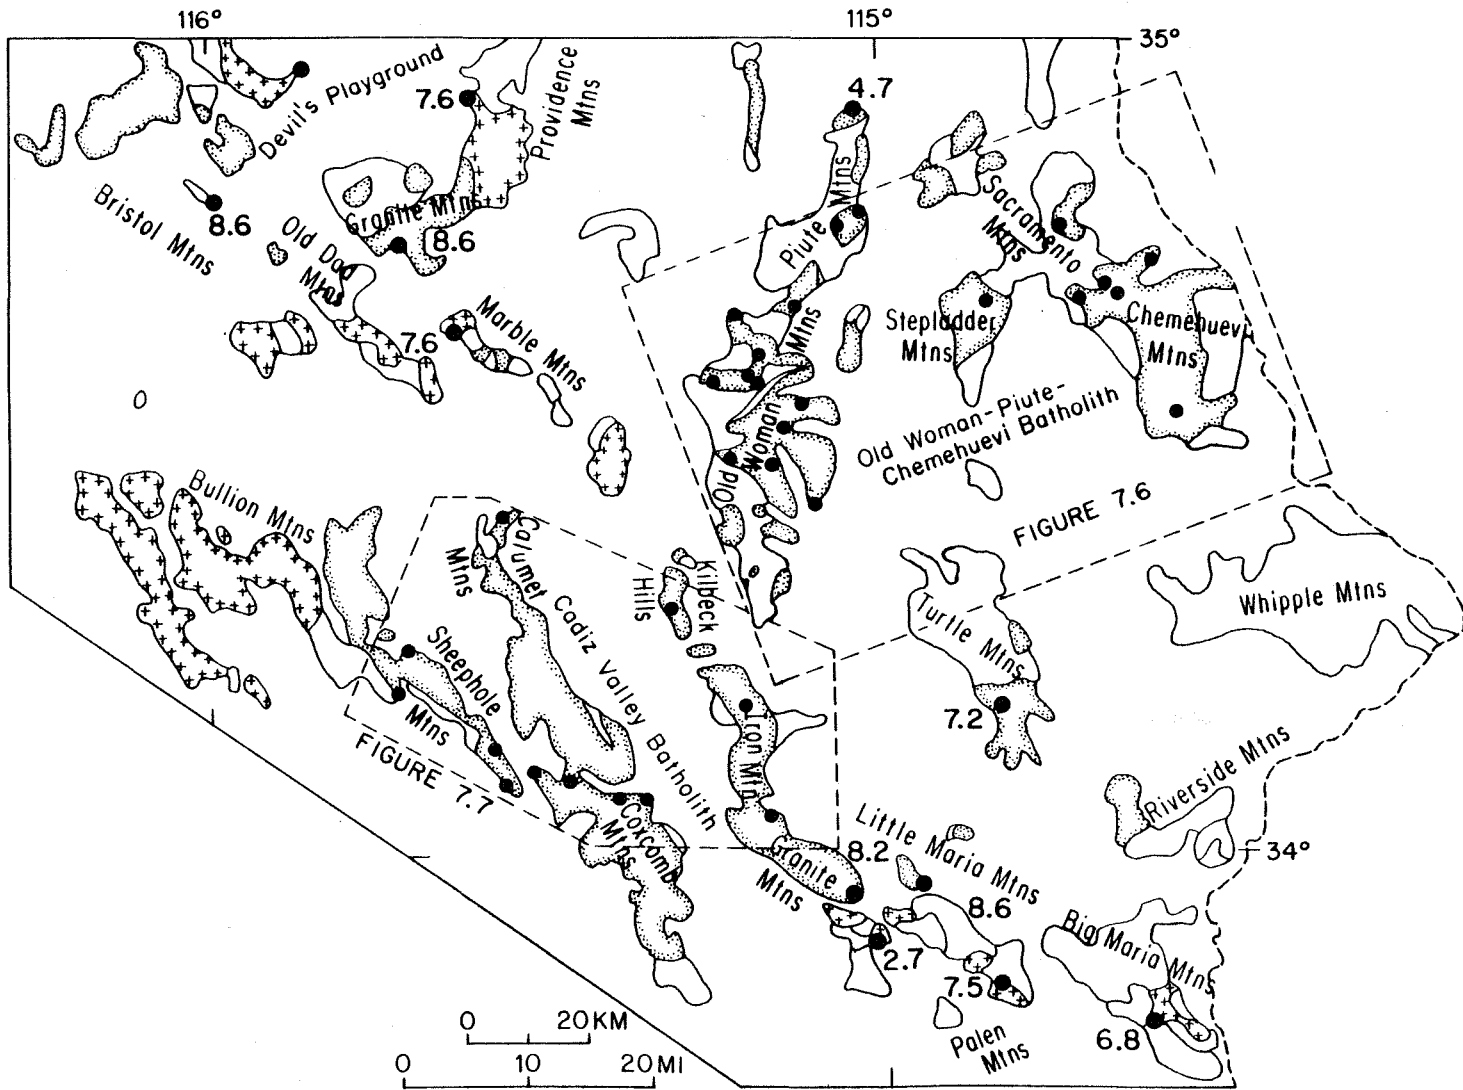 116°
115°
35°
Devil's Playground
7.6
Providence
Mtns
4.7
Bristol Mtns
8.6
Granite Mtns
8.6
Old Dad
Mtns
Piute Mtns
Sacramento
Mtns
7.6
Marble Mtns
Stepladder
Mtns
Chemehuevi
Mtns
Old Woman Mtns
Old Woman-Piute-
Chemehuevi Batholith
FIGURE 7.6
Bullion Mtns
Calumet
Mtns
Kilbeck
Hills
Cadiz Valley Batholith
Sheephole
Mtns
FIGURE 7.7
Iron Mtn
Turtle Mtns
7.2
Whipple Mtns
Riverside Mtns
34°
Coxcomb
Mtns
Granite
Mtns
8.2
Little Maria Mtns
8.6
2.7
7.5
Palen
Mtns
Big Maria Mtns
6.8
0 20 KM
0 10 20 MI